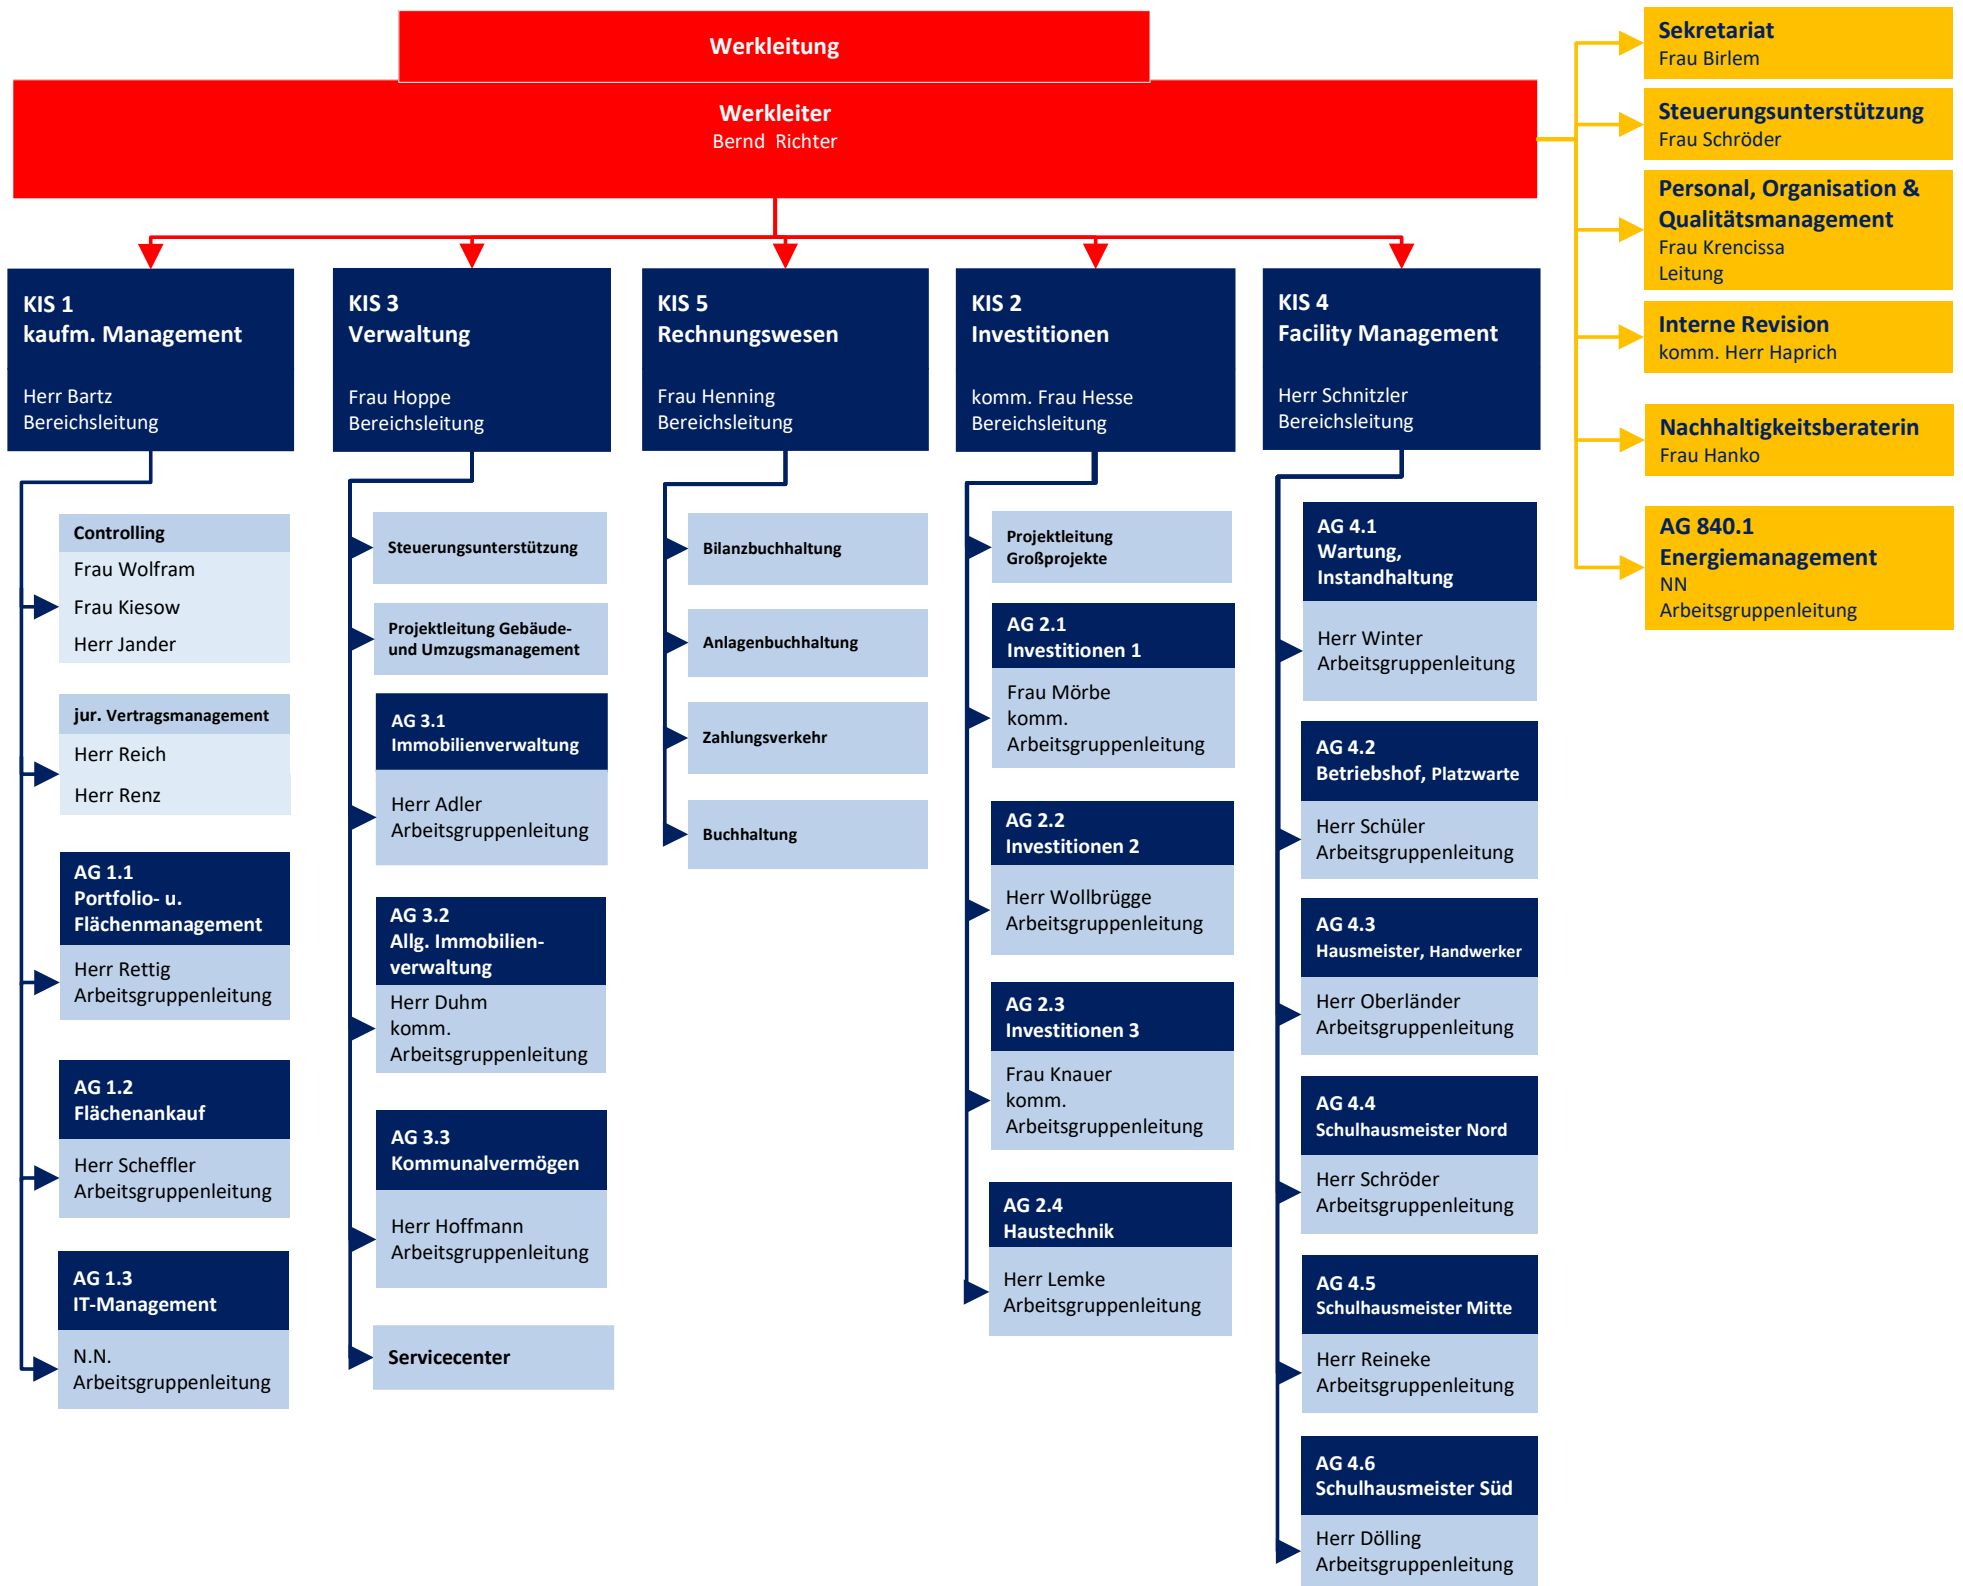 Werkleitung
Werkleiter
Bernd Richter
Sekretariat
Frau Birlem
Steuerungsunterstützung
Frau Schröder
Personal, Organisation &
Qualitätsmanagement
Frau Krencissa
Leitung
Interne Revision
komm. Herr Haprich
Nachhaltigkeitsberaterin
Frau Hanko
AG 840.1
Energiemanagement
NN
Arbeitsgruppenleitung
KIS 1
kaufm. Management
Herr Bartz
Bereichsleitung
Controlling
Frau Wolfram
Frau Kiesow
Herr Jander
jur. Vertragsmanagement
Herr Reich
Herr Renz
AG 1.1
Portfolio- u.
Flächenmanagement
Herr Rettig
Arbeitsgruppenleitung
AG 1.2
Flächenankauf
Herr Scheffler
Arbeitsgruppenleitung
AG 1.3
IT-Management
N.N.
Arbeitsgruppenleitung
KIS 3
Verwaltung
Frau Hoppe
Bereichsleitung
Steuerungsunterstützung
Projektleitung Gebäude-
und Umzugsmanagement
AG 3.1
Immobilienverwaltung
Herr Adler
Arbeitsgruppenleitung
AG 3.2
Allg. Immobilien-
verwaltung
Herr Duhm
komm.
Arbeitsgruppenleitung
AG 3.3
Kommunalvermögen
Herr Hoffmann
Arbeitsgruppenleitung
Servicecenter
KIS 5
Rechnungswesen
Frau Henning
Bereichsleitung
Bilanzbuchhaltung
Anlagenbuchhaltung
Zahlungsverkehr
Buchhaltung
KIS 2
Investitionen
komm. Frau Hesse
Bereichsleitung
Projektleitung
Großprojekte
AG 2.1
Investitionen 1
Frau Mörbe
komm.
Arbeitsgruppenleitung
AG 2.2
Investitionen 2
Herr Wollbrügge
Arbeitsgruppenleitung
AG 2.3
Investitionen 3
Frau Knauer
komm.
Arbeitsgruppenleitung
AG 2.4
Haustechnik
Herr Lemke
Arbeitsgruppenleitung
KIS 4
Facility Management
Herr Schnitzler
Bereichsleitung
AG 4.1
Wartung,
Instandhaltung
Herr Winter
Arbeitsgruppenleitung
AG 4.2
Betriebshof, Platzwarte
Herr Schüler
Arbeitsgruppenleitung
AG 4.3
Hausmeister, Handwerker
Herr Oberländer
Arbeitsgruppenleitung
AG 4.4
Schulhausmeister Nord
Herr Schröder
Arbeitsgruppenleitung
AG 4.5
Schulhausmeister Mitte
Herr Reineke
Arbeitsgruppenleitung
AG 4.6
Schulhausmeister Süd
Herr Dölling
Arbeitsgruppenleitung